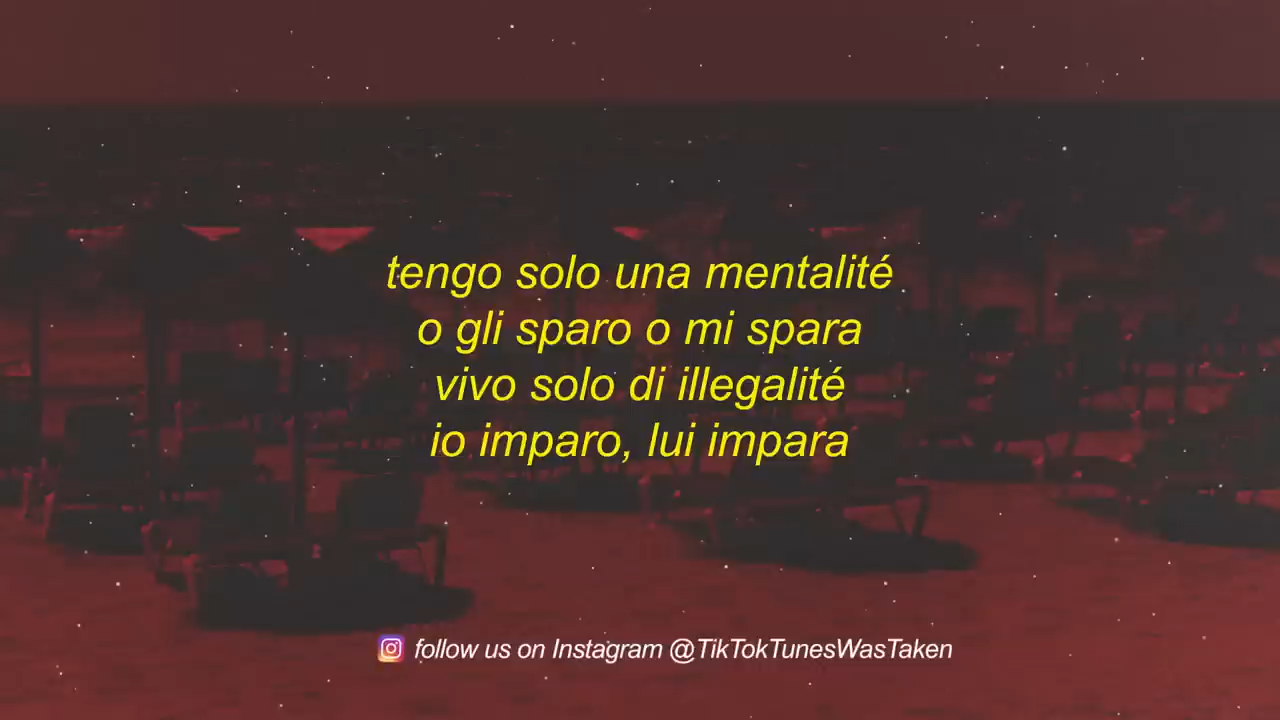 tengo solo una mentalité
o gli sparo o mi spara
vivo solo di illegalité
io imparo, lui impara
follow us on Instagram @TikTokTunesWasTaken